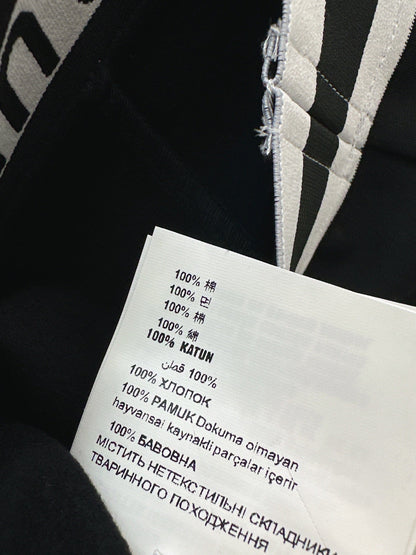 100% 棉
100% 면
100% 棉
100% 綿
100% KATUN
100% قطن
100% ХЛОПОК
100% PAMUK Dokuma olmayan
hayvansal kaynakli parçalar içerir
100% БАВОВНА
МІСТИТЬ НЕТЕКСТИЛЬНІ СКЛАДНИКИ
ТВАРИННОГО ПОХОДЖЕННЯ